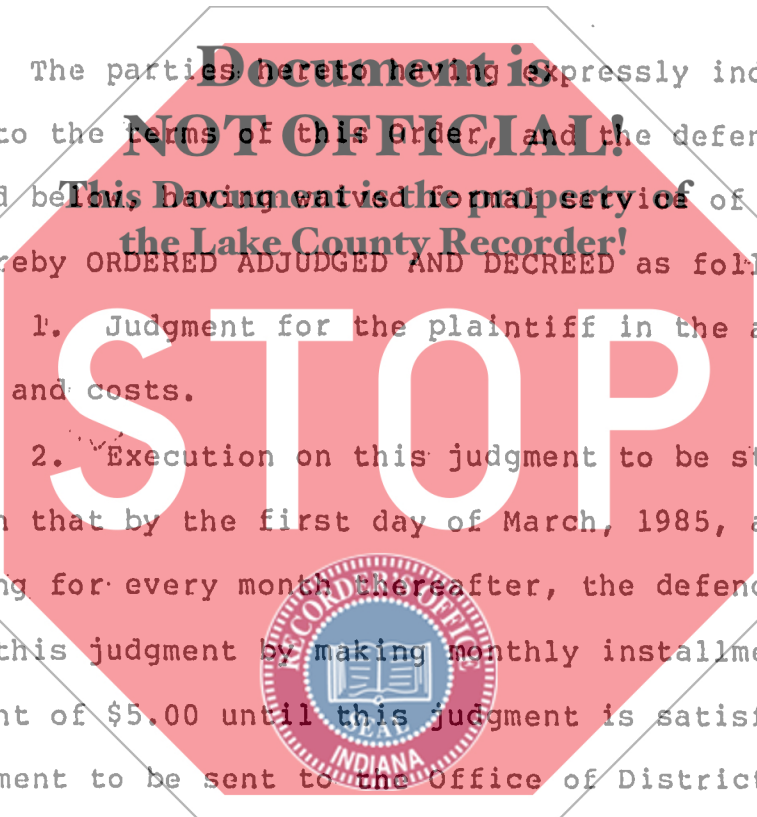 The parties hereto having expressly ind
Document is
to the terms of this Order, and the defen
NOT OFFICIAL!
d below, having waived formal service of
This Document is the property of
the Lake County Recorder!
reby ORDERED ADJUDGED AND DECREED as foll
1. Judgment for the plaintiff in the a
and costs.
STOP
2. Execution on this judgment to be st
n that by the first day of March, 1985, a
ng for every month thereafter, the defend
RECORDER'S OFFICE
this judgment by making monthly installme
nt of $5.00 until this judgment is satisf
SEAL
INDIANA
ment to be sent to the Office of District